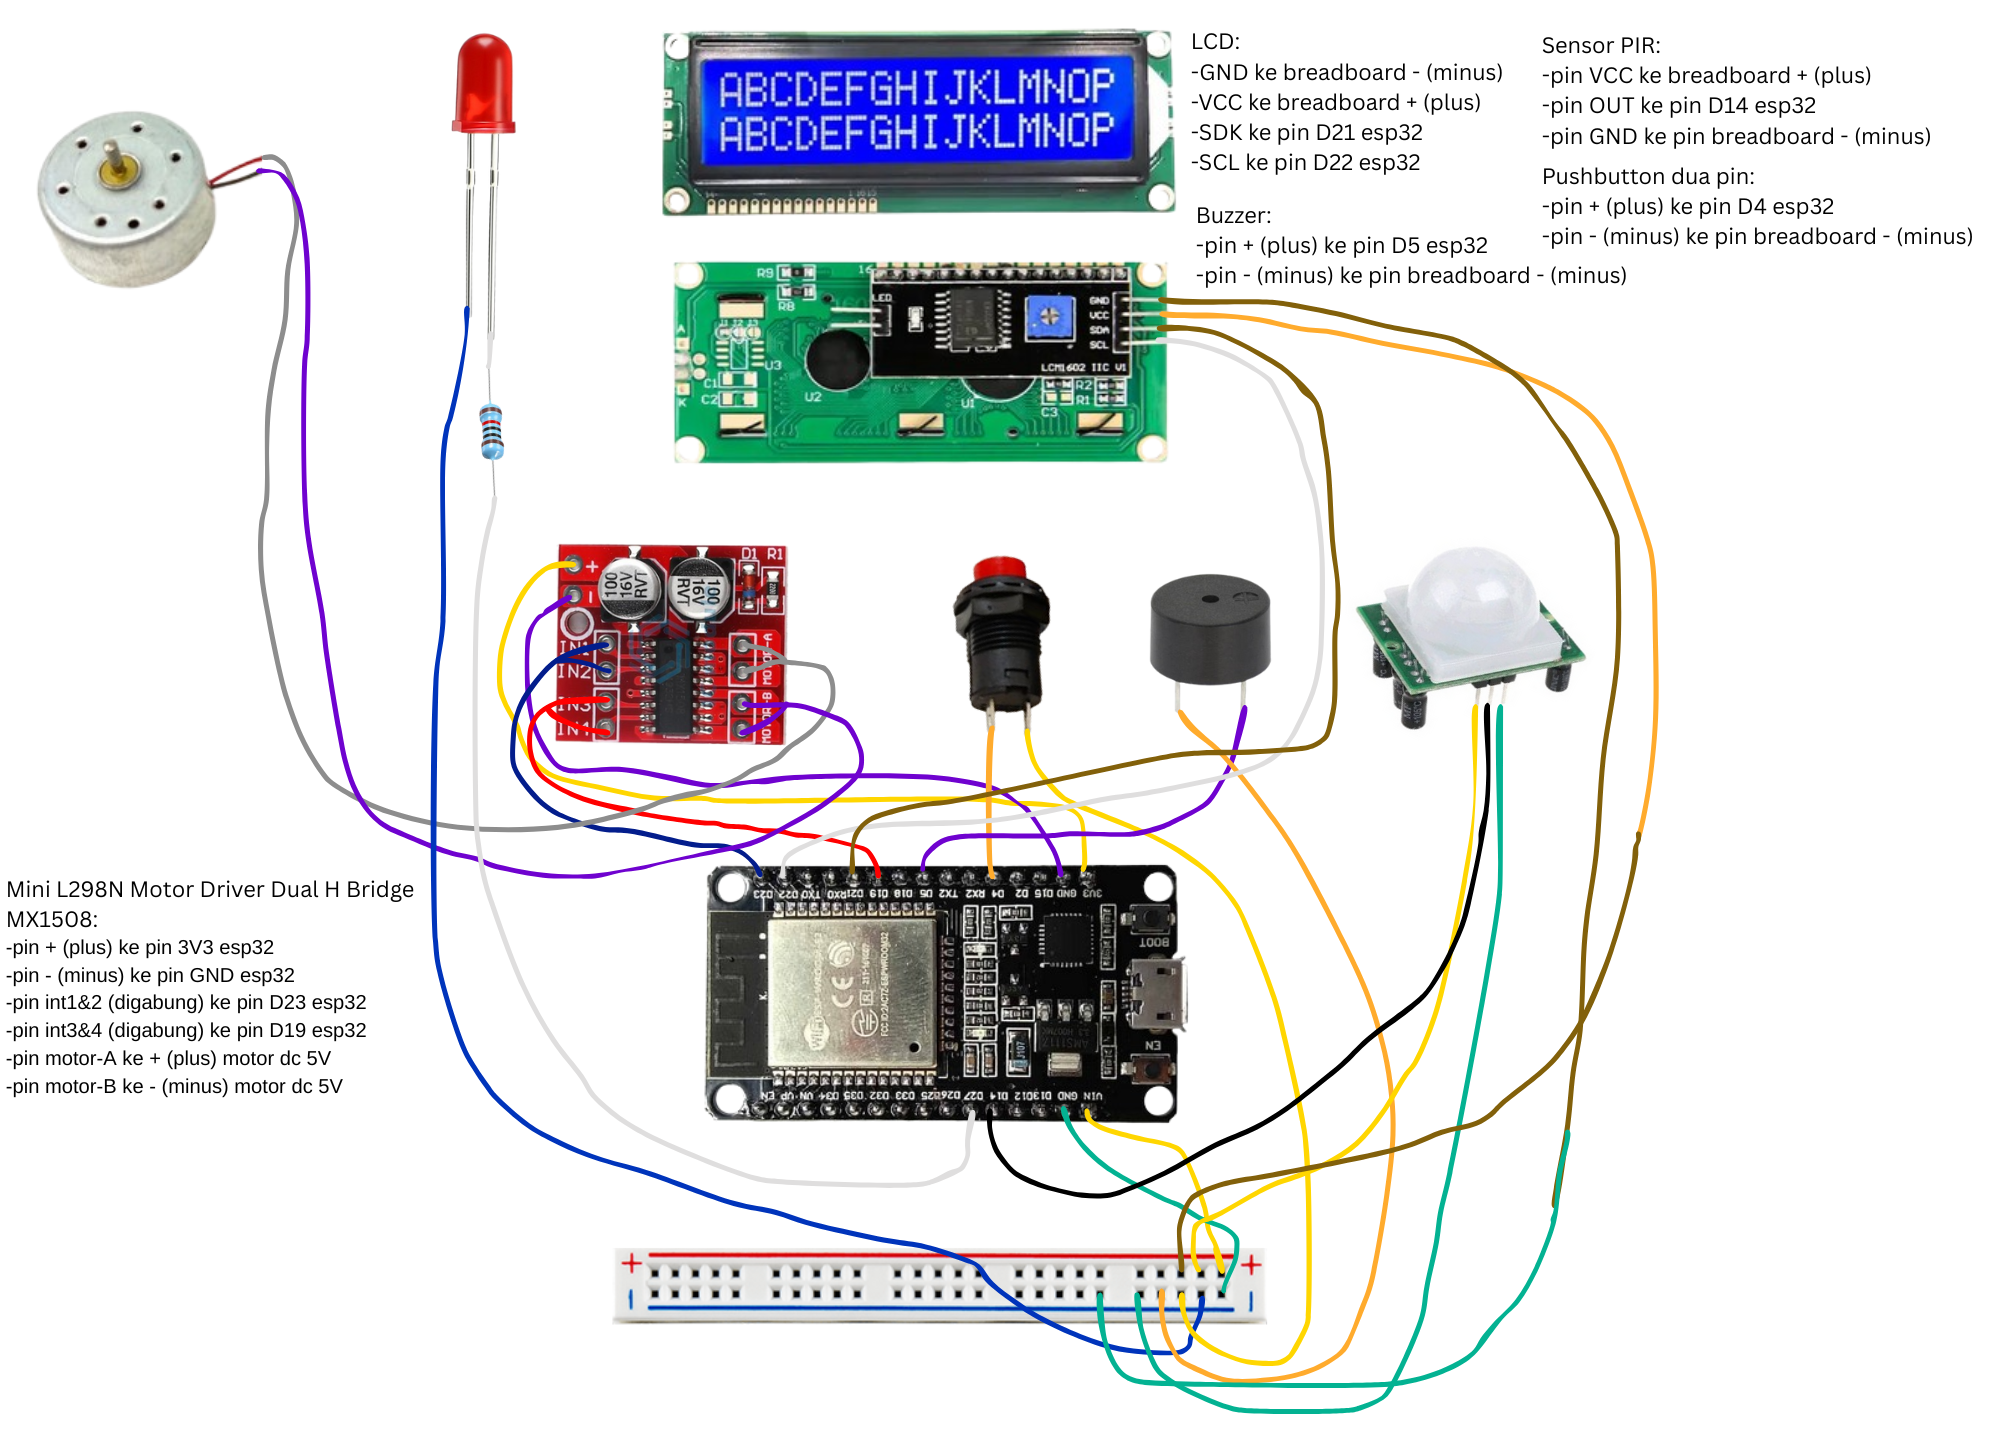 LCD:
-GND ke breadboard - (minus)
-VCC ke breadboard + (plus)
-SDK ke pin D21 esp32
-SCL ke pin D22 esp32
Sensor PIR:
-pin VCC ke breadboard + (plus)
-pin OUT ke pin D14 esp32
-pin GND ke pin breadboard - (minus)
Pushbutton dua pin:
-pin + (plus) ke pin D4 esp32
-pin - (minus) ke pin breadboard - (minus)
Buzzer:
-pin + (plus) ke pin D5 esp32
-pin - (minus) ke pin breadboard - (minus)
ABCDEFGHIJKLMNOP
ABCDEFGHIJKLMNOP
R9
R8
16
LED
GND
VCC
SDA
SCL
LCM1602 IIC V1
A
K
U3
C1
C2
U2
U1
C3
R2
R1
D1 R1
+
-
100
16V
RVT
100
16V
RVT
IN1
IN2
IN3
IN4
MOTOR-A
MOTOR-B
Mini L298N Motor Driver Dual H Bridge
MX1508:
-pin + (plus) ke pin 3V3 esp32
-pin - (minus) ke pin GND esp32
-pin int1&2 (digabung) ke pin D23 esp32
-pin int3&4 (digabung) ke pin D19 esp32
-pin motor-A ke + (plus) motor dc 5V
-pin motor-B ke - (minus) motor dc 5V
D23 D22 TX0 RX0 D21 D19 D18 D5 TX2 RX2 D4 D2 D15 GND 3V3
BOOT
WiFi
CE
EN
EN UP UN D34 D35 D32 D33 D25 D26 D27 D14 D12 D13 GND VIN
+ +
- -